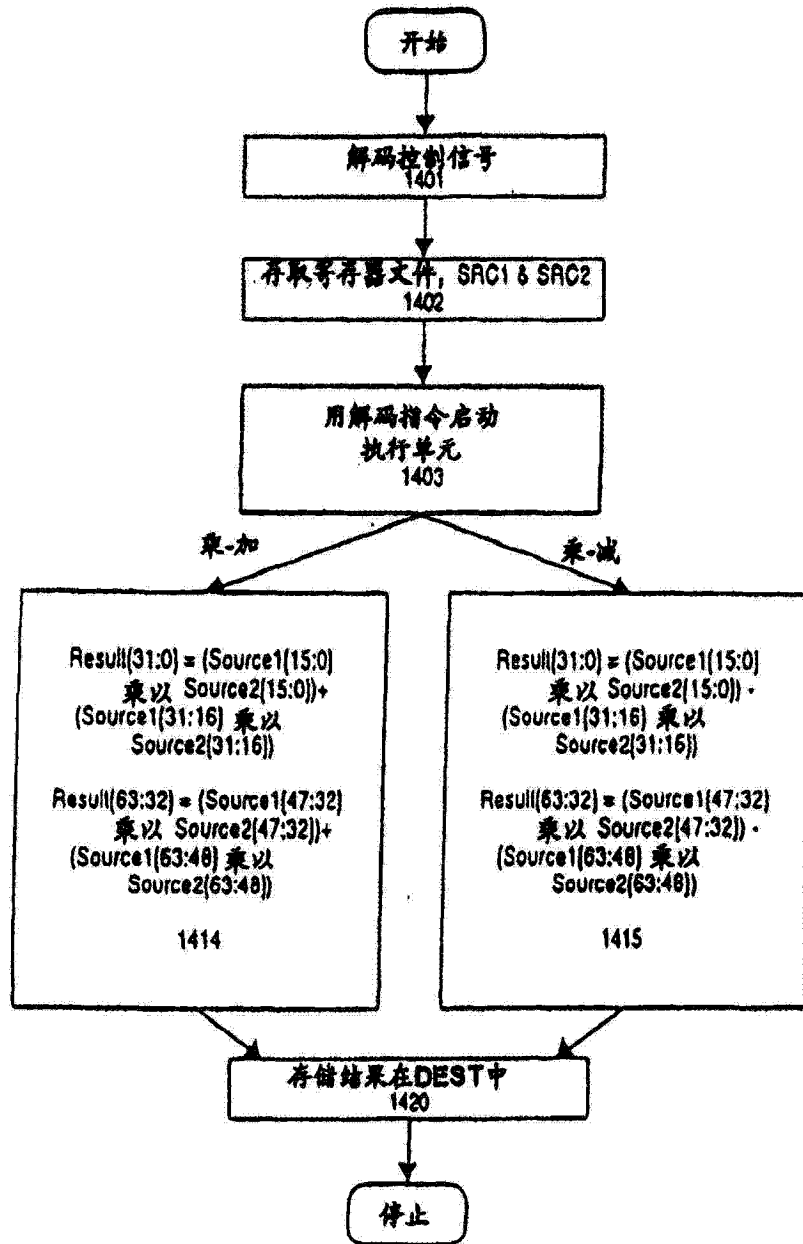 开始
解码控制信号
1401
存取寄存器文件, SRC1 & SRC2
1402
用解码指令启动
执行单元
1403
乘-加
乘-减
Result(31:0) = (Source1(15:0)
乘以 Source2(15:0))+
(Source1(31:16) 乘以
Source2(31:16))
Result(63:32) = (Source1(47:32)
乘以 Source2(47:32))+
(Source1(63:48) 乘以
Source2(63:48))
1414
Result(31:0) = (Source1(15:0)
乘以 Source2(15:0)) -
(Source1(31:16) 乘以
Source2(31:16))
Result(63:32) = (Source1(47:32)
乘以 Source2(47:32)) -
(Source1(63:48) 乘以
Source2(63:48))
1415
存储结果在DEST中
1420
停止